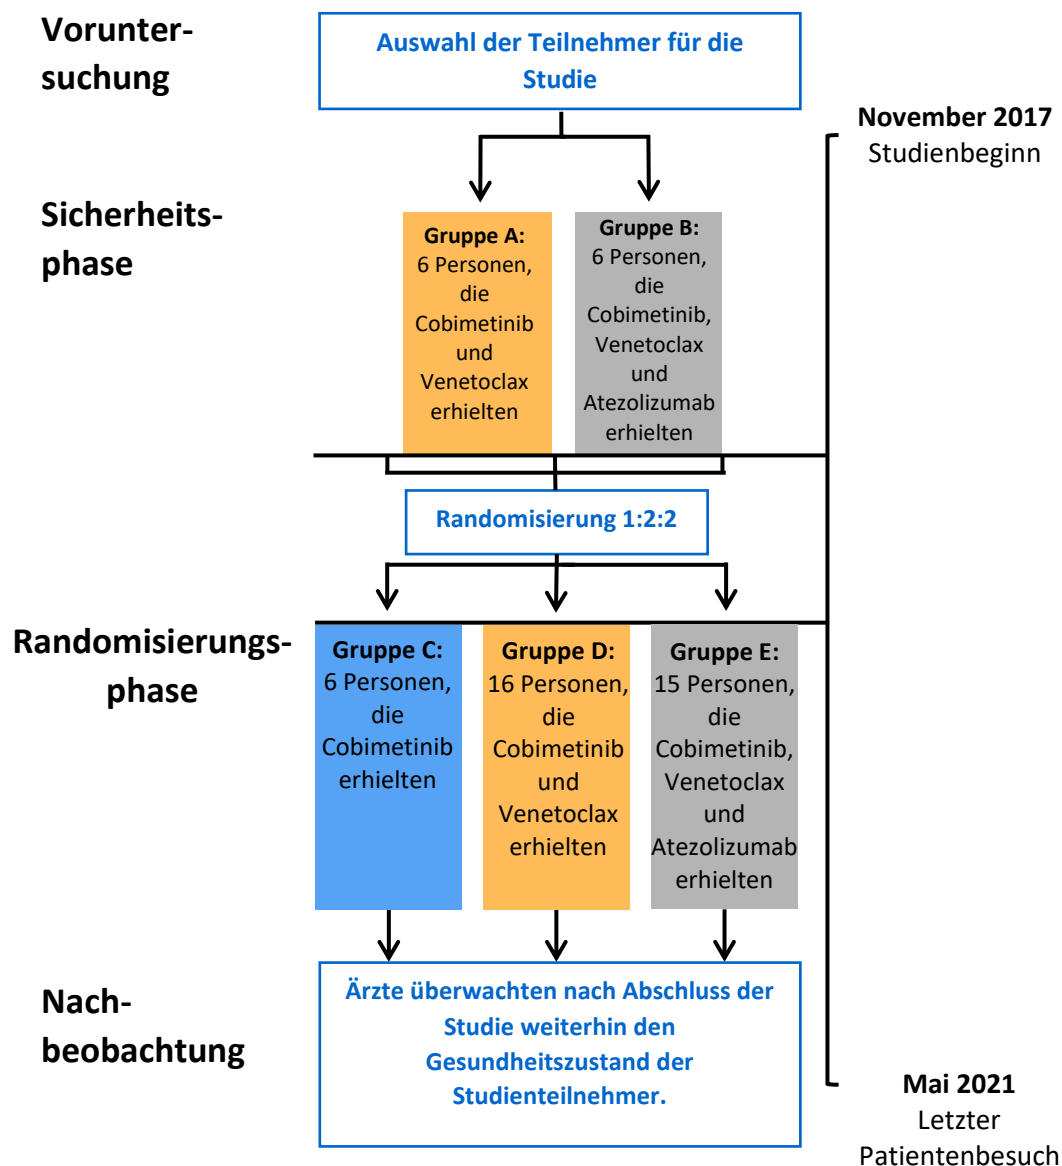 Vorunter-
suchung
Auswahl der Teilnehmer für die
Studie
November 2017
Studienbeginn
Sicherheits-
phase
Gruppe A:
6 Personen,
die
Cobimetinib
und
Venetoclax
erhielten
Gruppe B:
6 Personen,
die
Cobimetinib,
Venetoclax
und
Atezolizumab
erhielten
Randomisierung 1:2:2
Randomisierungs-
phase
Gruppe C:
6 Personen,
die
Cobimetinib
erhielten
Gruppe D:
16 Personen,
die
Cobimetinib
und
Venetoclax
erhielten
Gruppe E:
15 Personen,
die
Cobimetinib,
Venetoclax
und
Atezolizumab
erhielten
Nach-
beobachtung
Ärzte überwachten nach Abschluss der
Studie weiterhin den
Gesundheitszustand der
Studienteilnehmer.
Mai 2021
Letzter
Patientenbesuch